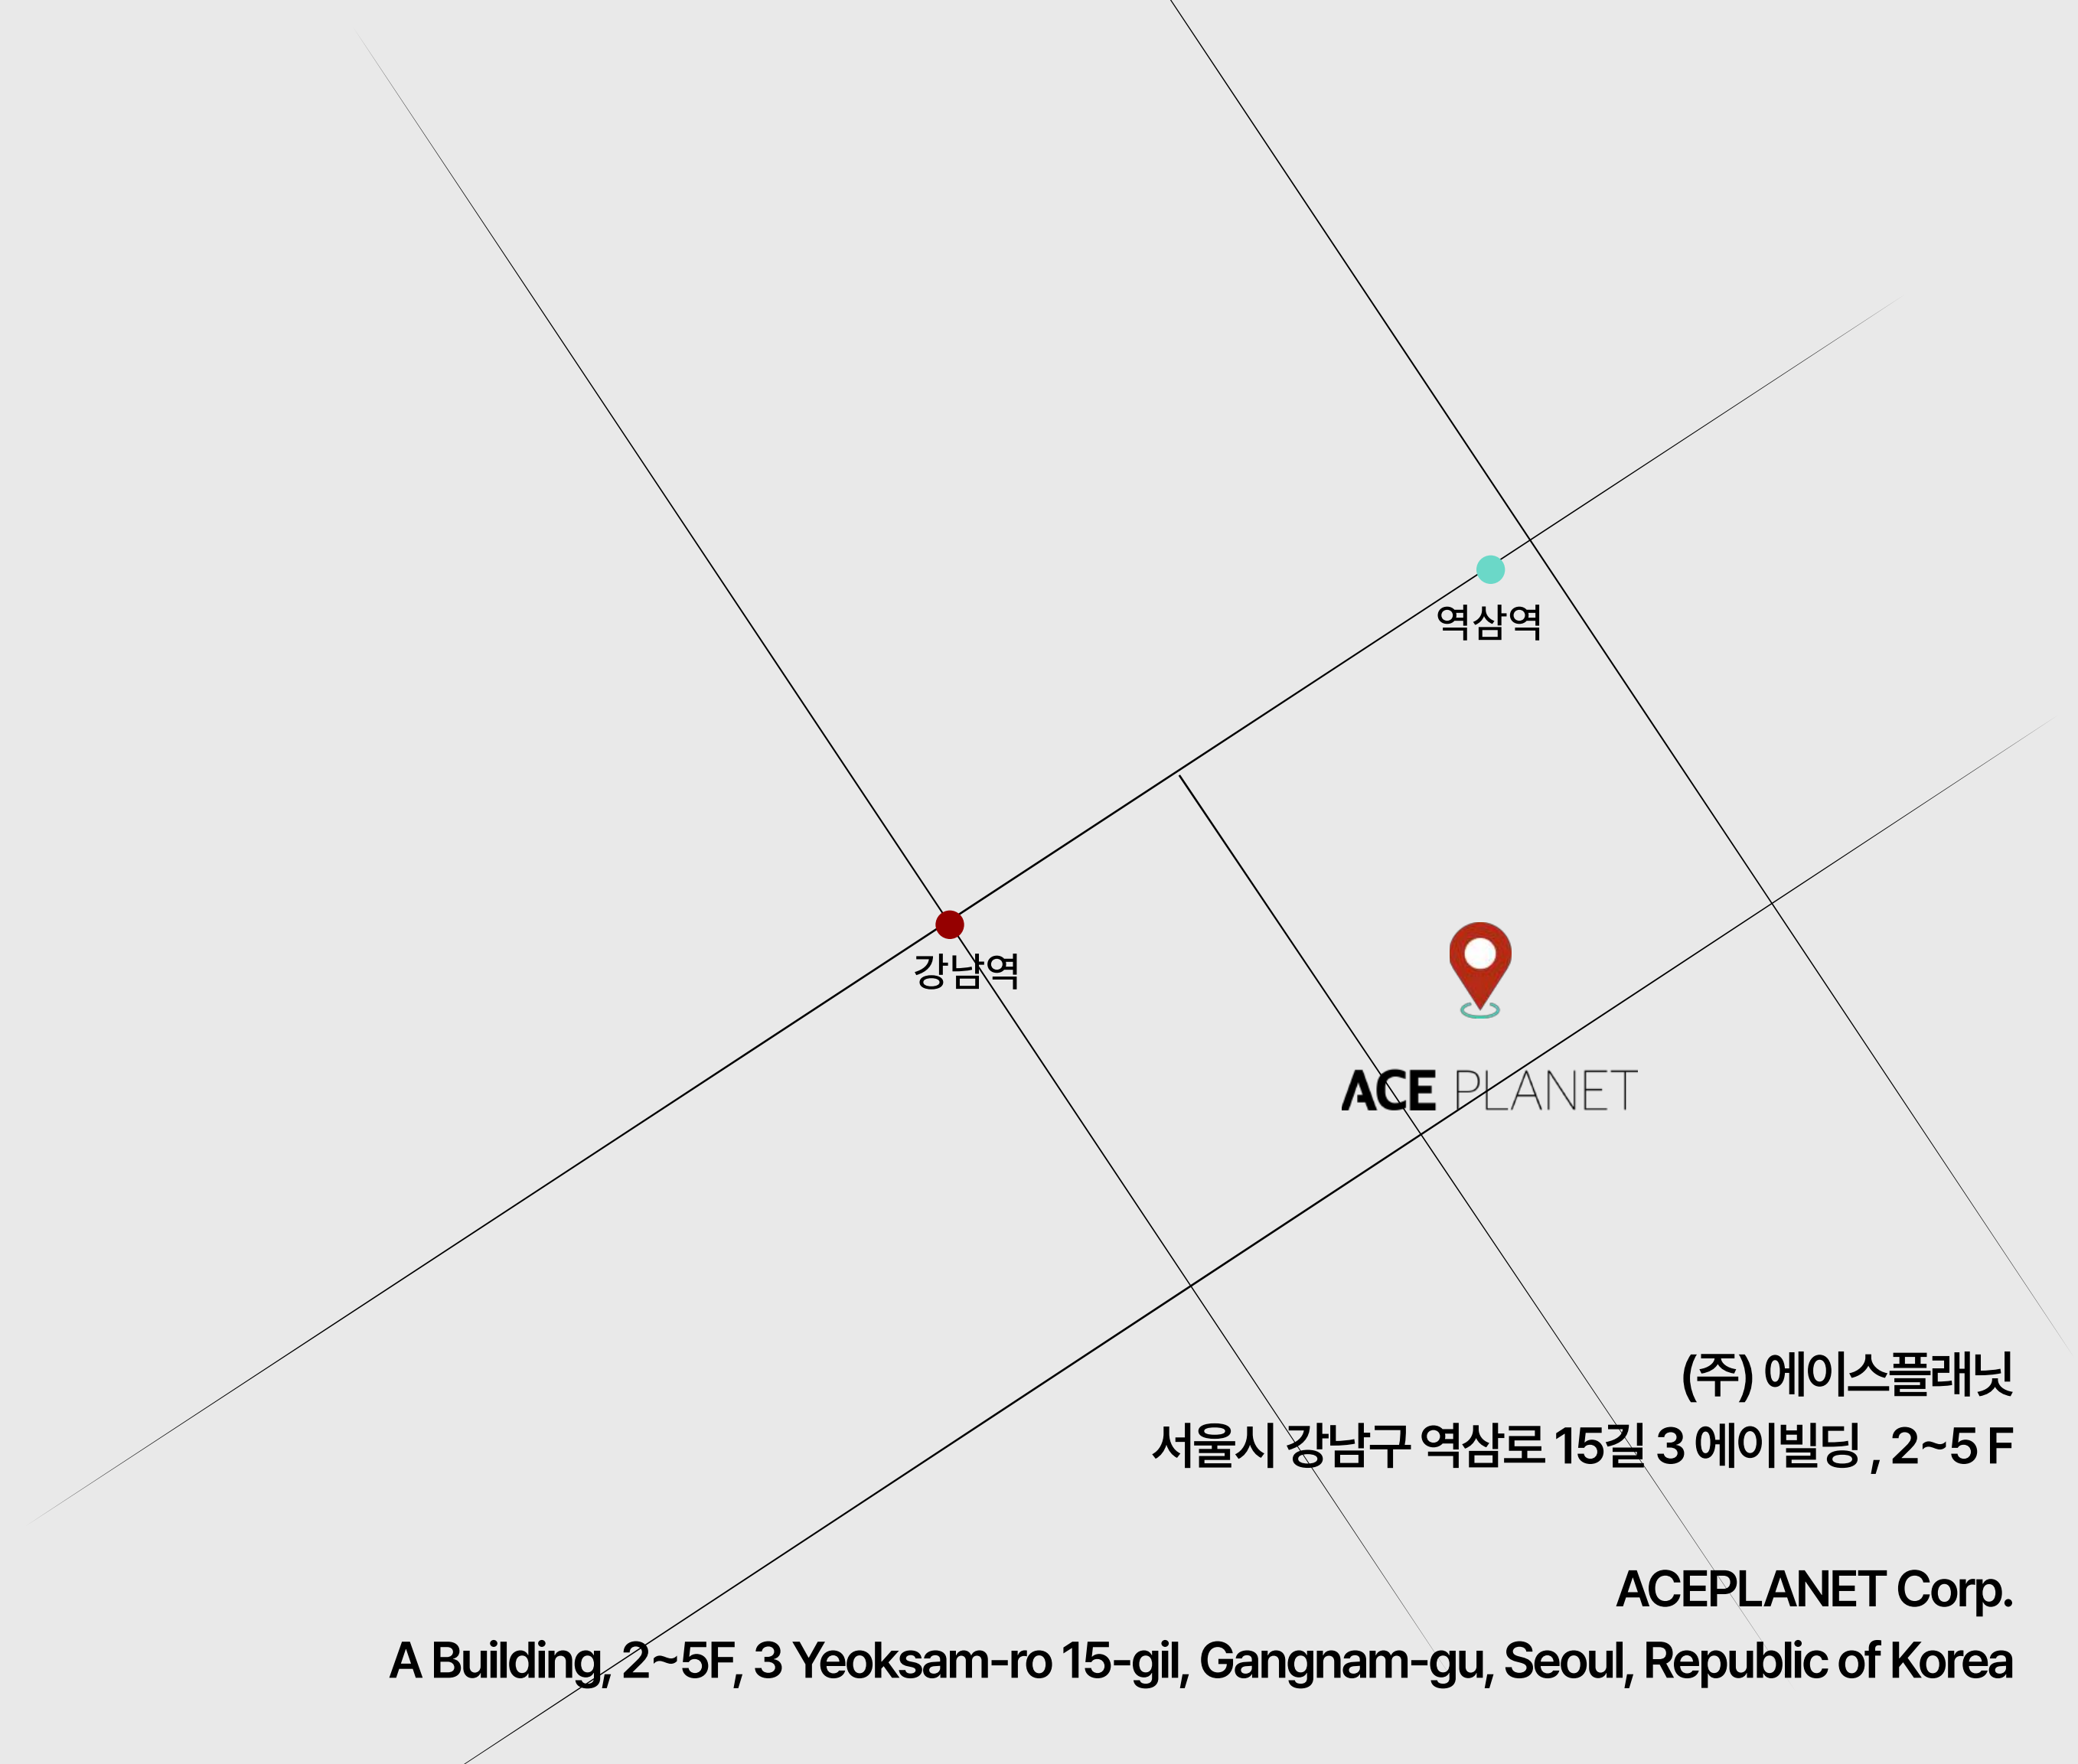 역삼역
강남역
ACE PLANET
(주) 에이스플래닛
서울시 강남구 역삼로 15길 3 에이빌딩 , 2~5 F
ACEPLANET Corp.
A Building, 2~5F, 3 Yeoksam-ro 15-gil, Gangnam-gu, Seoul, Republic of Korea